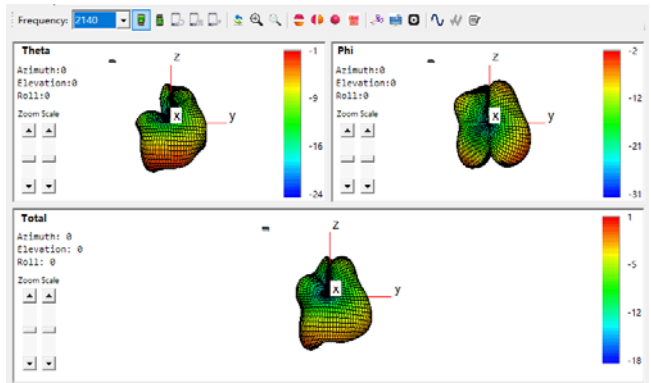 Frequency: 2140
Theta
Azimuth:0
Elevation:0
Roll:0
Zoom Scale
z
y
x
-1
-9
-16
-24
Phi
Azimuth:0
Elevation:0
Roll:0
Zoom Scale
z
y
x
-2
-12
-21
-31
Total
Azimuth: 0
Elevation: 0
Roll: 0
Zoom Scale
z
y
x
1
-5
-12
-18